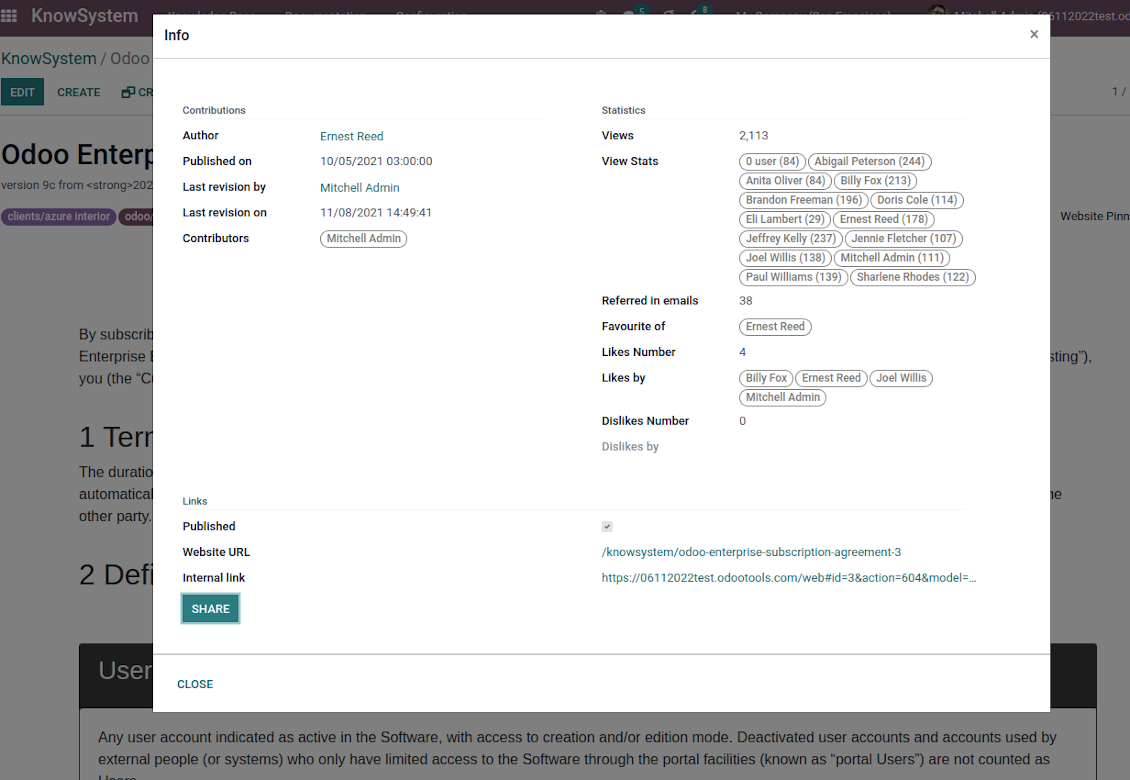 KnowSystem
5
8
Info
×
KnowSystem / Odoo
EDIT CREATE CR
1 /
Odoo Enterp
version 9c from <strong>202
clients/azure interior odoo/
Website Pinn
Contributions
Author Ernest Reed
Published on 10/05/2021 03:00:00
Last revision by Mitchell Admin
Last revision on 11/08/2021 14:49:41
Contributors Mitchell Admin
Statistics
Views 2,113
View Stats 0 user (84) Abigail Peterson (244)
Anita Oliver (84) Billy Fox (213)
Brandon Freeman (196) Doris Cole (114)
Eli Lambert (29) Ernest Reed (178)
Jeffrey Kelly (237) Jennie Fletcher (107)
Joel Willis (138) Mitchell Admin (111)
Paul Williams (139) Sharlene Rhodes (122)
Referred in emails 38
Favourite of Ernest Reed
Likes Number 4
Likes by Billy Fox Ernest Reed Joel Willis
Mitchell Admin
Dislikes Number 0
Dislikes by
Links
Published
Website URL /knowsystem/odoo-enterprise-subscription-agreement-3
Internal link https://06112022test.odootools.com/web#id=3&action=604&model=...
SHARE
CLOSE
By subscrib
Enterprise E sting"),
you (the “Cu
1 Tern
The duratio
automatical he
other party.
2 Defi
User
Any user account indicated as active in the Software, with access to creation and/or edition mode. Deactivated user accounts and accounts used by
external people (or systems) who only have limited access to the Software through the portal facilities (known as “portal Users”) are not counted as
Users.